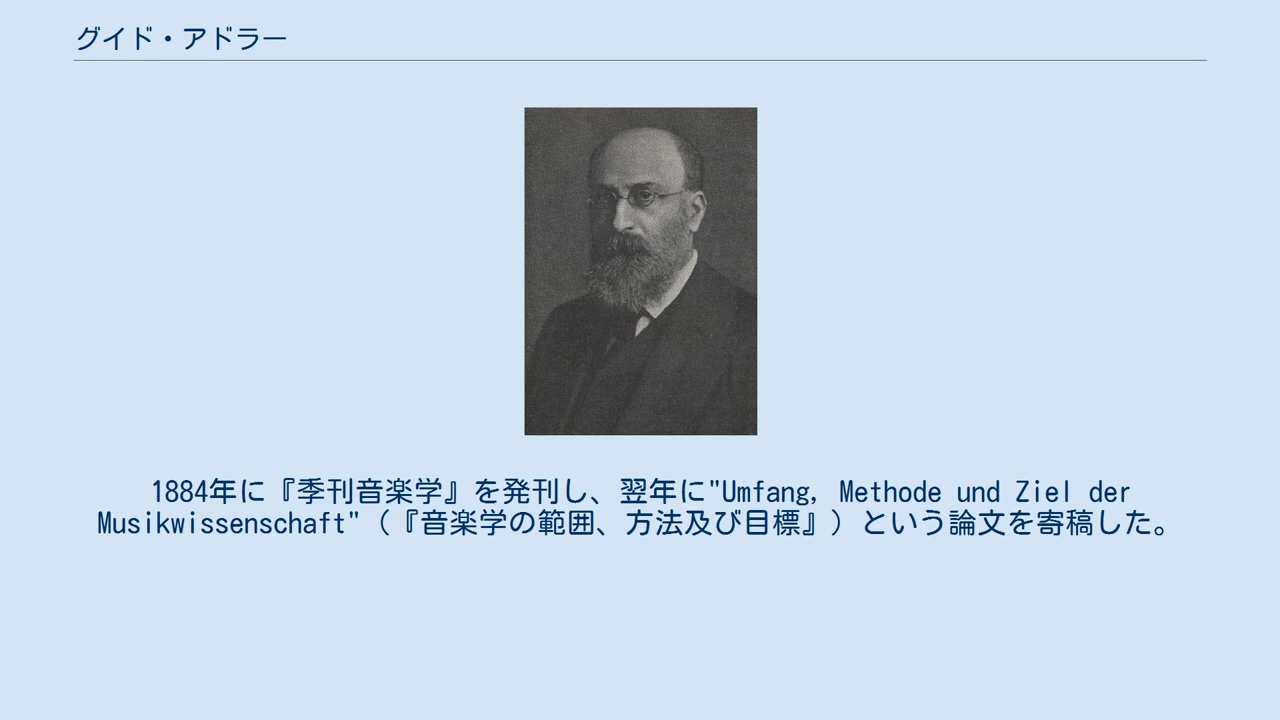 グイド・アドラー
1884年に『季刊音楽学』を発刊し、翌年に"Umfang, Methode und Ziel der
Musikwissenschaft"（『音楽学の範囲、方法及び目標』）という論文を寄稿した。